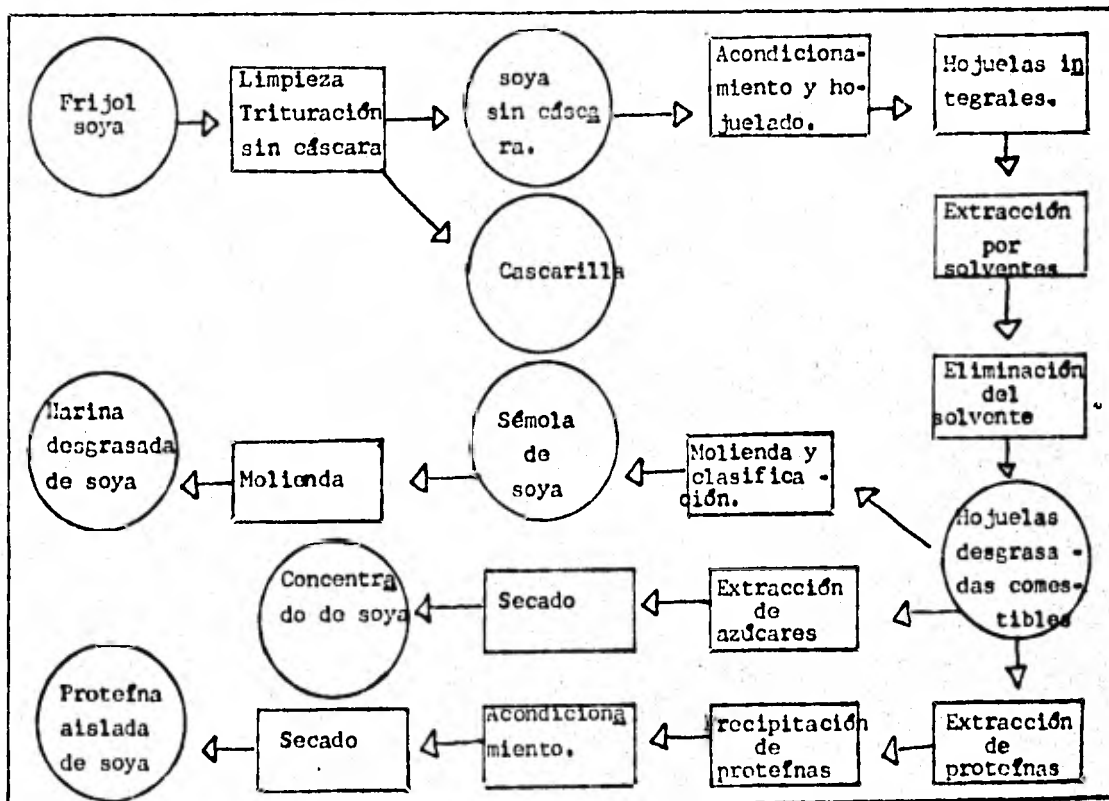 Frijol
soya
Limpieza
Trituración
sin cáscara
soya
sin cásca
ra.
Acondiciona-
miento y ho-
juelado.
Hojuelas in
tegrales.
Extracción
por
solventes
Cascarilla
Eliminación
del
solvente
Harina
desgrasada
de soya
Molienda
Sémola
de
soya
Molienda y
clasifica -
ción.
Hojuelas
desgrasa -
das comes-
tibles
Concentra
do de soya
Secado
Extracción
de
azúcares
Proteína
aislada
de soya
Secado
Acondiciona
miento.
Precipitación
de
proteínas
Extracción
de
proteínas